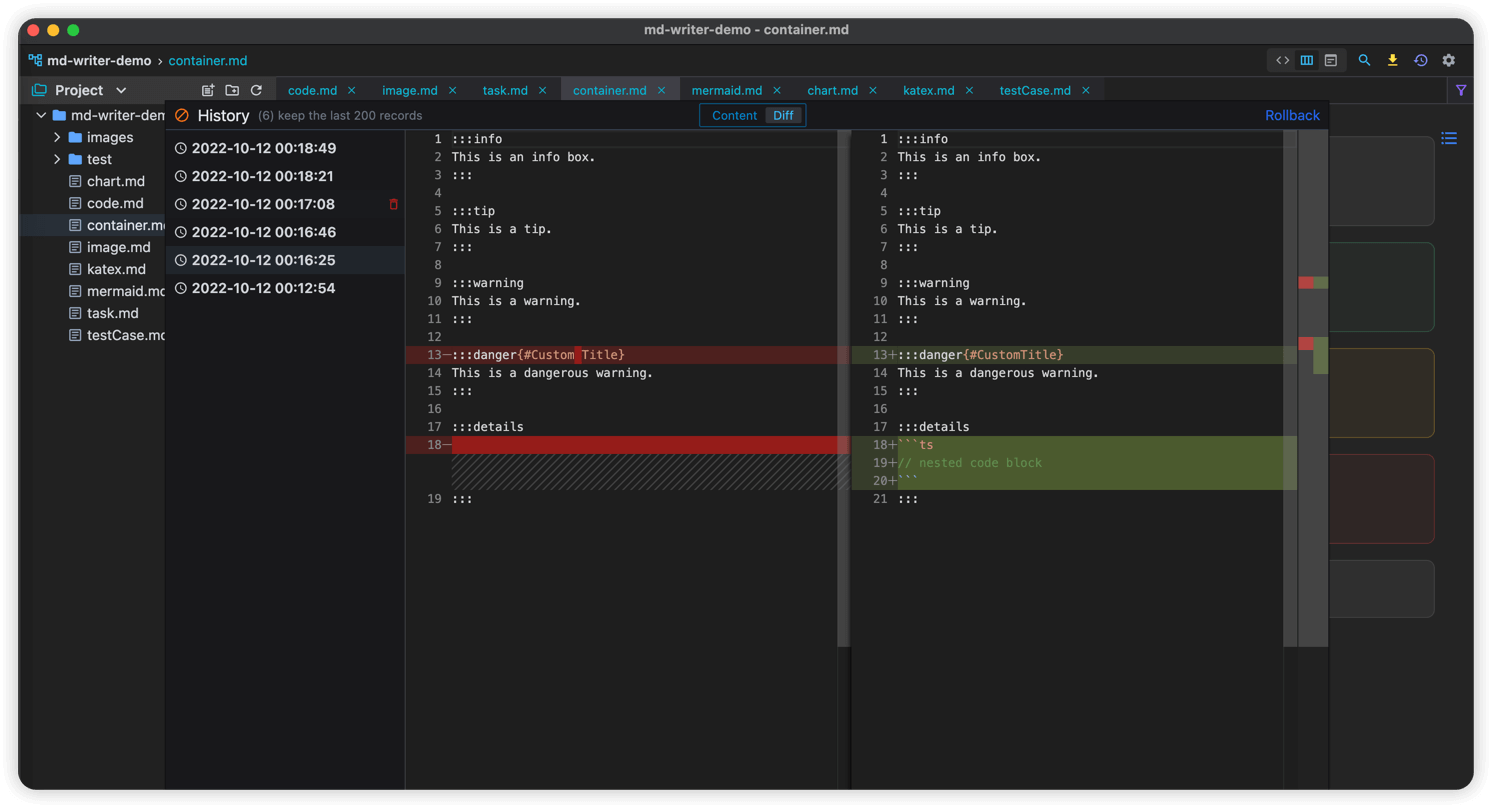 md-writer-demo - container.md
md-writer-demo › container.md
Project
code.md × image.md × task.md × container.md × mermaid.md × chart.md × katex.md × testCase.md ×
md-writer-dem
images
test
chart.md
code.md
container.m
image.md
katex.md
mermaid.md
task.md
testCase.md
History (6) keep the last 200 records
Content Diff
Rollback
2022-10-12 00:18:49
2022-10-12 00:18:21
2022-10-12 00:17:08
2022-10-12 00:16:46
2022-10-12 00:16:25
2022-10-12 00:12:54
1 :::info
2 This is an info box.
3 :::
4
5 :::tip
6 This is a tip.
7 :::
8
9 :::warning
10 This is a warning.
11 :::
12
13— :::danger{#Custom Title}
14 This is a dangerous warning.
15 :::
16
17 :::details
18—
19 :::
1 :::info
2 This is an info box.
3 :::
4
5 :::tip
6 This is a tip.
7 :::
8
9 :::warning
10 This is a warning.
11 :::
12
13+ :::danger{#CustomTitle}
14 This is a dangerous warning.
15 :::
16
17 :::details
18+ ```ts
19+ // nested code block
20+ ```
21 :::